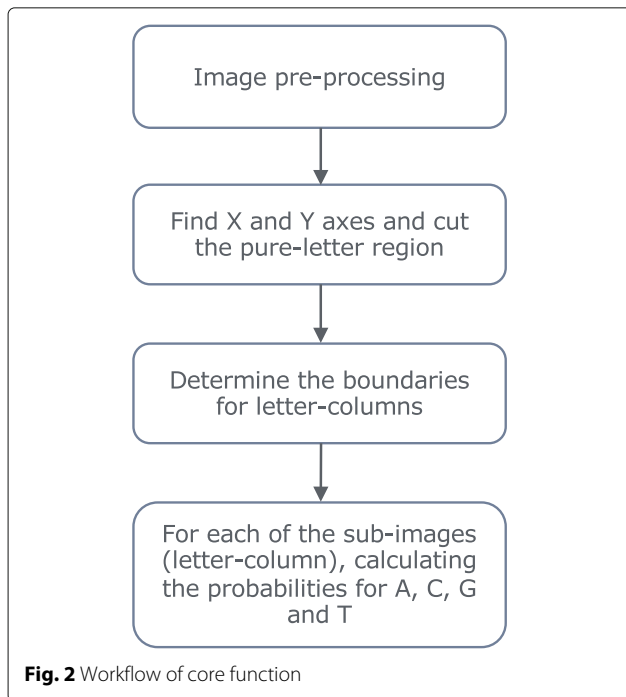 Image pre-processing
Find X and Y axes and cut
the pure-letter region
Determine the boundaries
for letter-columns
For each of the sub-images
(letter-column), calculating
the probabilities for A, C, G
and T
Fig. 2 Workflow of core function